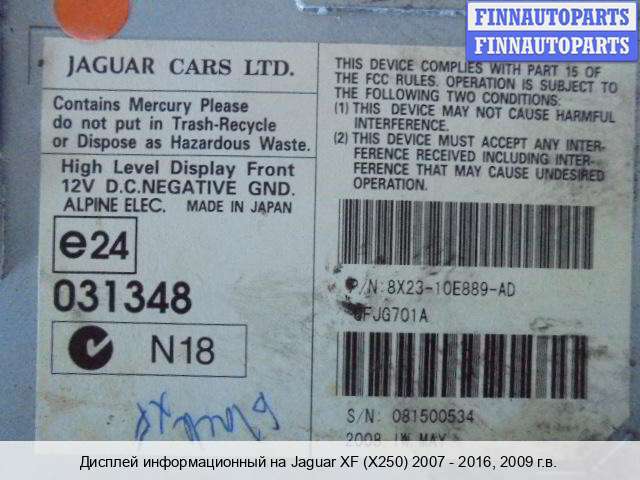 FINNAUTOPARTS
FINNAUTOPARTS
JAGUAR CARS LTD.
Contains Mercury Please
do not put in Trash-Recycle
or Dispose as Hazardous Waste.
High Level Display Front
12V D.C.NEGATIVE GND.
ALPINE ELEC. MADE IN JAPAN
e24
031348
N18
THIS DEVICE COMPLIES WITH PART 15 OF
THE FCC RULES. OPERATION IS SUBJECT TO
THE FOLLOWING TWO CONDITIONS:
(1) THIS DEVICE MAY NOT CAUSE HARMFUL
INTERFERENCE.
(2) THIS DEVICE MUST ACCEPT ANY INTER-
FERENCE RECEIVED INCLUDING INTER-
FERENCE THAT MAY CAUSE UNDESIRED
OPERATION.
P/N:8X23-10E889-AD
CFJG701A
S/N: 081500534
2008 MAY
Дисплей информационный на Jaguar XF (X250) 2007 - 2016, 2009 г.в.